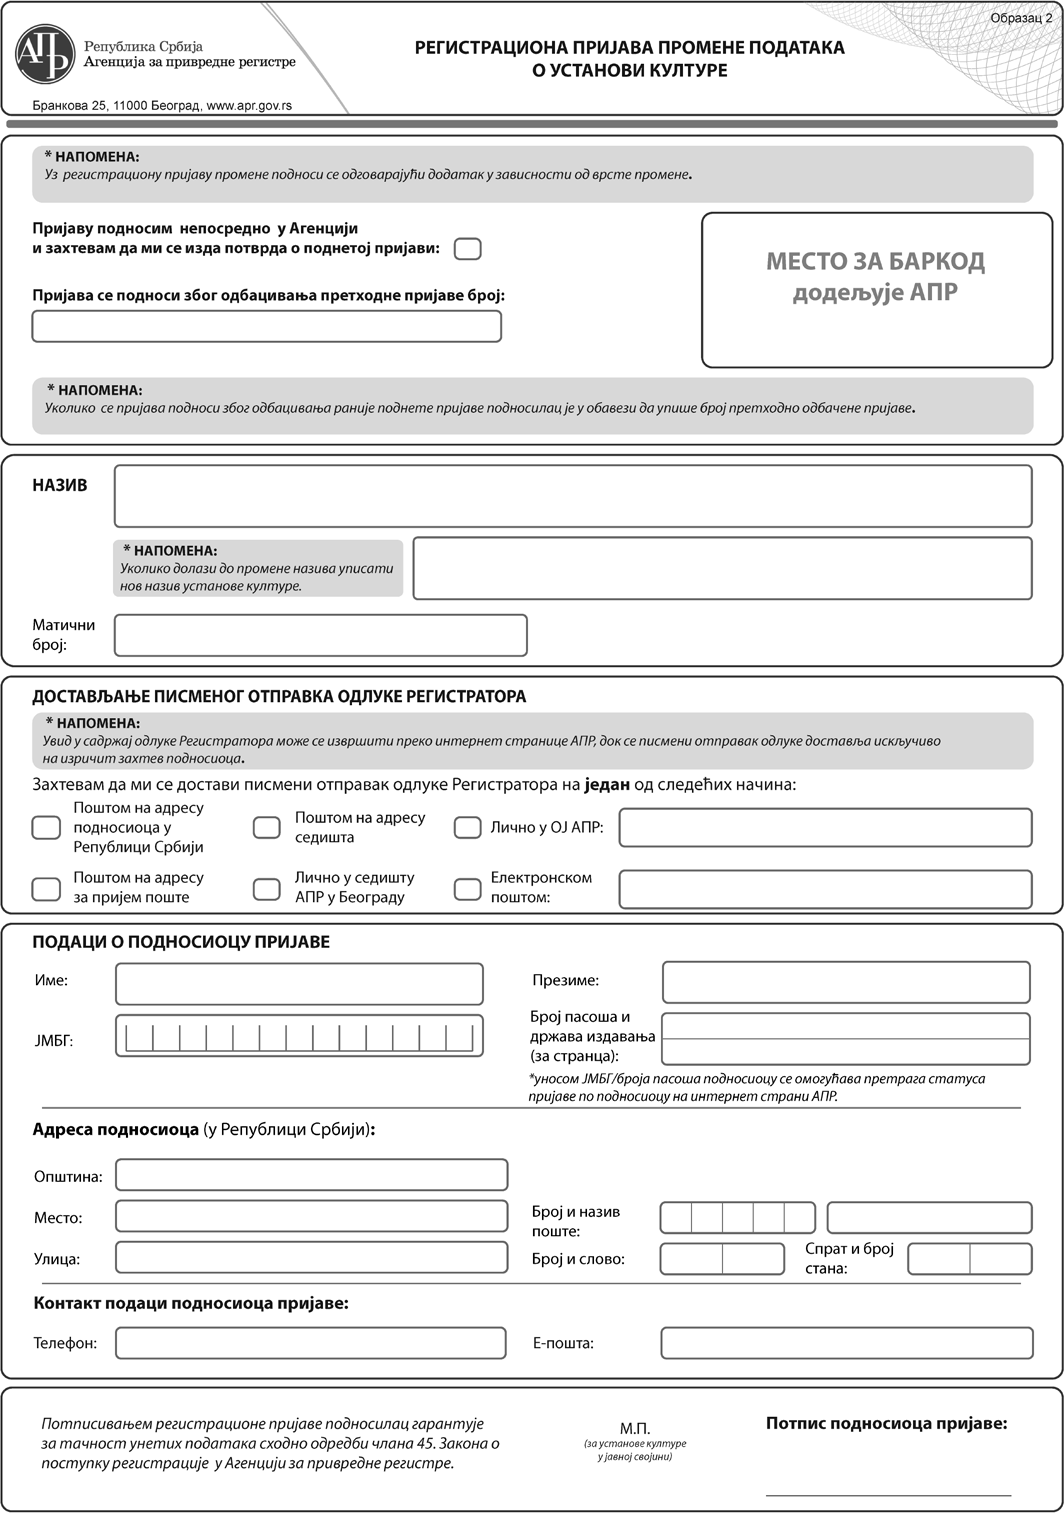 Образац 2
АПР
Република Србија
Агенција за привредне регистре
Бранкова 25, 11000 Београд, www.apr.gov.rs
РЕГИСТРАЦИОНА ПРИЈАВА ПРОМЕНЕ ПОДАТАКА
О УСТАНОВИ КУЛТУРЕ
* НАПОМЕНА:
Уз регистрациону пријаву промене подноси се одговарајући додатак у зависности од врсте промене.
Пријаву подносим непосредно у Агенцији
и захтевам да ми се изда потврда о поднетој пријави:
МЕСТО ЗА БАРКОД
додељује АПР
Пријава се подноси због одбацивања претходне пријаве број:
* НАПОМЕНА:
Уколико се пријава подноси због одбацивања раније поднете пријаве подносилац је у обавези да упише број претходно одбачене пријаве.
НАЗИВ
* НАПОМЕНА:
Уколико долази до промене назива уписати
нов назив установе културе.
Матични
број:
ДОСТАВЉАЊЕ ПИСМЕНОГ ОТПРАВКА ОДЛУКЕ РЕГИСТРАТОРА
* НАПОМЕНА:
Увид у садржај одлуке Регистратора може се извршити преко интернет странице АПР, док се писмени отправак одлуке доставља искључиво
на изричит захтев подносиоца.
Захтевам да ми се достави писмени отправак одлуке Регистратора на један од следећих начина:
Поштом на адресу
подносиоца у
Републици Србији
Поштом на адресу
седишта
Лично у ОЈ АПР:
Поштом на адресу
за пријем поште
Лично у седишту
АПР у Београду
Електронском
поштом:
ПОДАЦИ О ПОДНОСИОЦУ ПРИЈАВЕ
Име:
Презиме:
ЈМБГ:
Број пасоша и
држава издавања
(за странца):
*уносом ЈМБГ/броја пасоша подносиоцу се омогућава претрага статуса
пријаве по подносиоцу на интернет страни АПР.
Адреса подносиоца (у Републици Србији):
Општина:
Место:
Број и назив
поште:
Улица:
Број и слово:
Спрат и број
стана:
Контакт подаци подносиоца пријаве:
Телефон:
Е-пошта:
Потписивањем регистрационе пријаве подносилац гарантује
за тачност унетих података сходно одредби члана 45. Закона о
поступку регистрације у Агенцији за привредне регистре.
М.П.
(за установе културе
у јавној својини)
Потпис подносиоца пријаве: